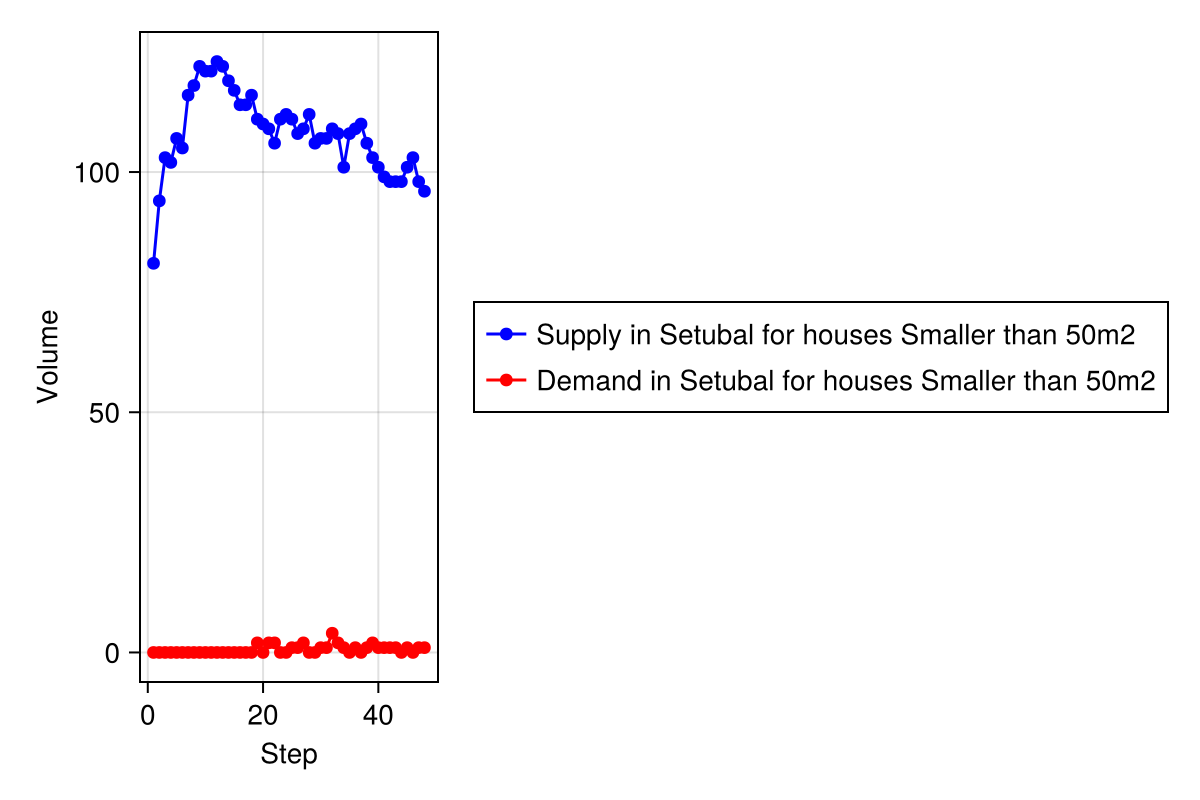 Volume
100
50
0
0 20 40
Step
Supply in Setubal for houses Smaller than 50m2
Demand in Setubal for houses Smaller than 50m2